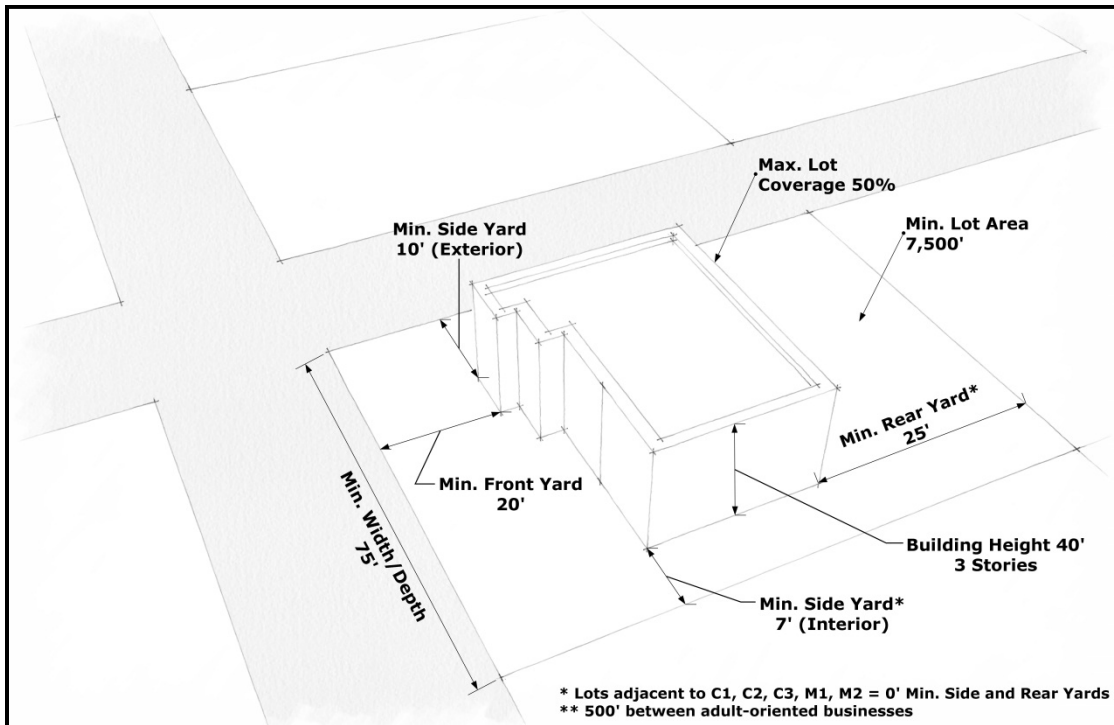 Max. Lot
Coverage 50%
Min. Side Yard
10' (Exterior)
Min. Lot Area
7,500'
Min. Rear Yard*
25'
Min. Front Yard
20'
Min. Width/Depth
75'
Building Height 40'
3 Stories
Min. Side Yard*
7' (Interior)
* Lots adjacent to C1, C2, C3, M1, M2 = 0' Min. Side and Rear Yards
** 500' between adult-oriented businesses